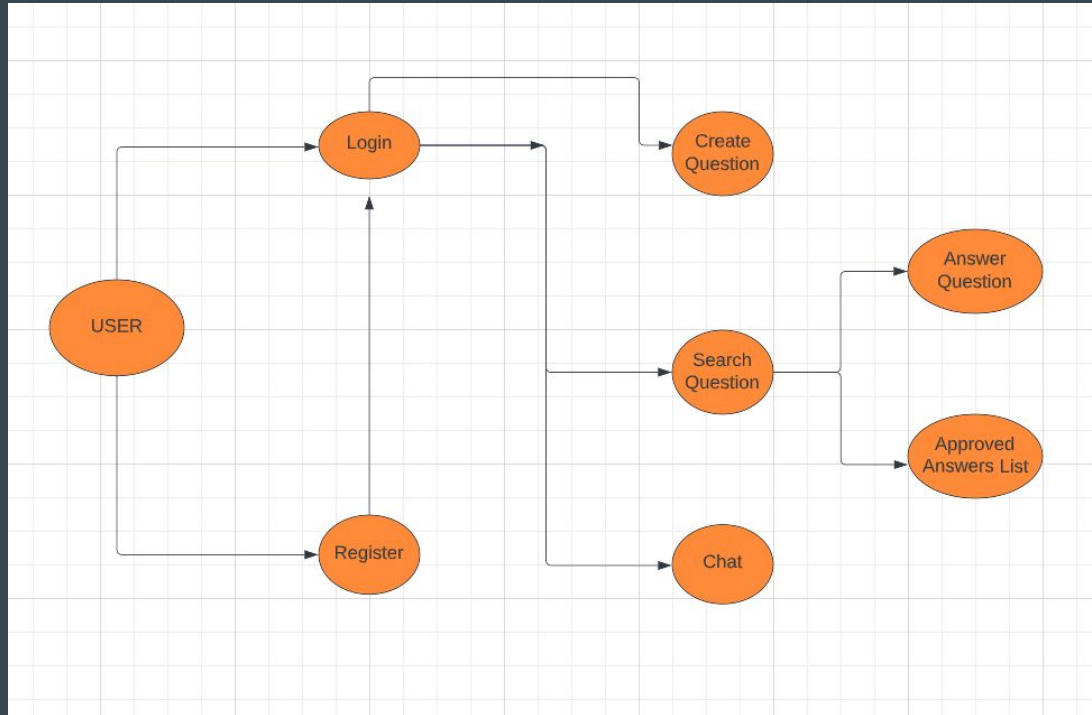 Login
Create
Question
Answer
Question
USER
Search
Question
Approved
Answers List
Register
Chat